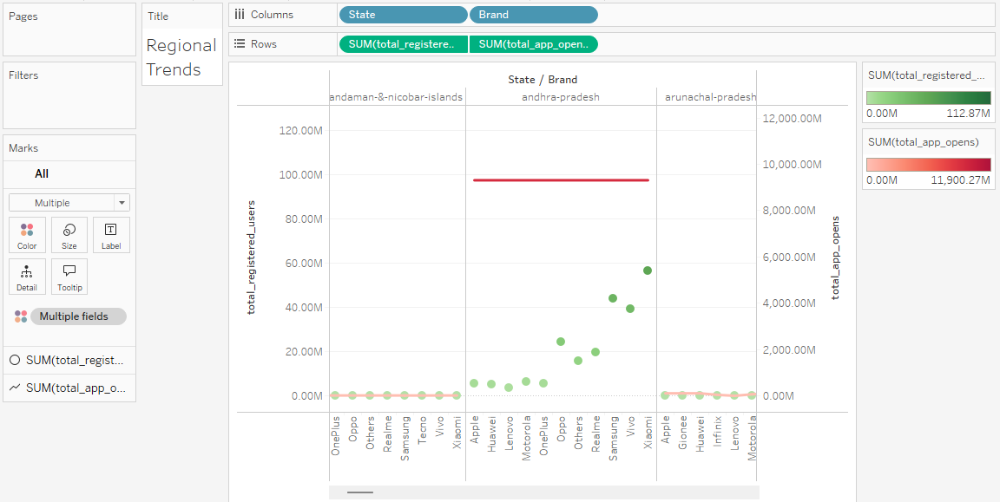 Pages
Title
Columns
State
Brand
Regional
Trends
Rows
SUM(total_registere..
SUM(total_app_open..
Filters
Marks
All
Multiple
Color
Size
Label
Detail
Tooltip
Multiple fields
SUM(total_regist...
SUM(total_app_o...
State / Brand
andaman-&-nicobar-islands
andhra-pradesh
arunachal-pradesh
total_registered_users
120.00M
100.00M
80.00M
60.00M
40.00M
20.00M
0.00M
12,000.00M
10,000.00M
8,000.00M
6,000.00M
4,000.00M
2,000.00M
0.00M
total_app_opens
OnePlus
Oppo
Others
Realme
Samsung
Tecno
Vivo
Xiaomi
Apple
Huawei
Lenovo
Motorola
OnePlus
Oppo
Others
Realme
Samsung
Vivo
Xiaomi
Apple
Gionee
Huawei
Infinix
Lenovo
Motorola
SUM(total_registered_...
0.00M 112.87M
SUM(total_app_opens)
0.00M 11,900.27M